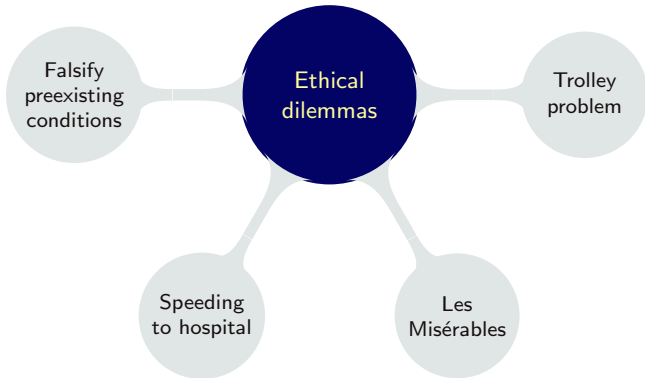 Falsify
preexisting
conditions
Ethical
dilemmas
Trolley
problem
Speeding
to hospital
Les
Misérables